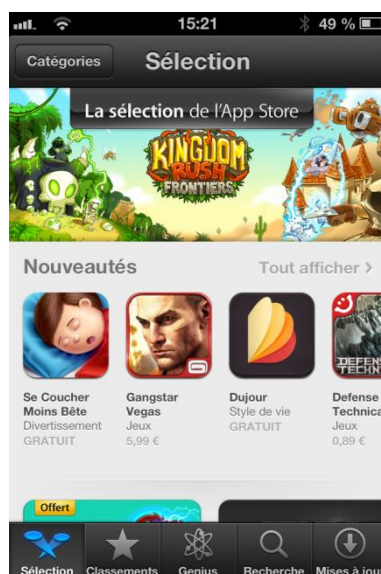 15:21
49 %
Catégories
Sélection
La sélection de l'App Store
KINGDOM
RUSH
FRONTIERS
Nouveautés
Tout afficher >
Se Coucher
Moins Bête
Divertissement
GRATUIT
Gangstar
Vegas
Jeux
5,99 €
Dujour
Style de vie
GRATUIT
DEFENS
TECHNI
Defense
Technica
Jeux
0,89 €
Offert
Sélection
Classements
Genius
Recherche
Mises à jour